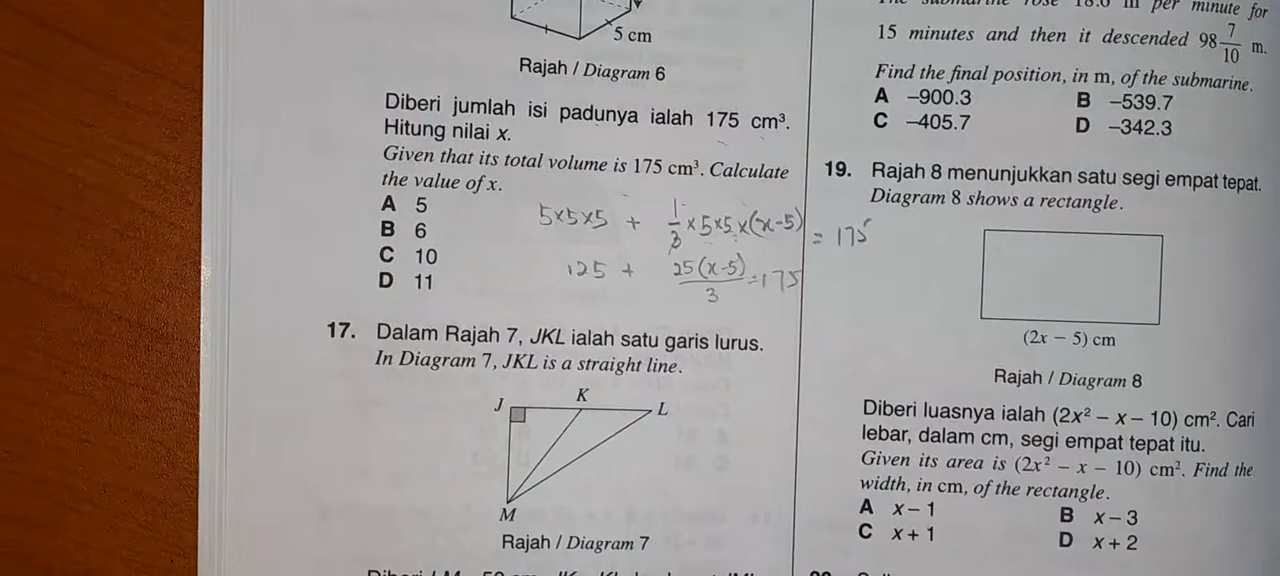 5 cm
Rajah / Diagram 6
Diberi jumlah isi padunya ialah 175 cm³.
Hitung nilai x.
Given that its total volume is 175 cm³. Calculate
the value of x.
A 5
B 6
C 10
D 11
5×5×5 + 1/3 ×5×5×(x-5) = 175
125 + 25(x-5)/3 = 175
17. Dalam Rajah 7, JKL ialah satu garis lurus.
In Diagram 7, JKL is a straight line.
J K L
M
Rajah / Diagram 7
rose 18.6 m per minute for
15 minutes and then it descended 98 7/10 m.
Find the final position, in m, of the submarine.
A –900.3 B –539.7
C –405.7 D –342.3
19. Rajah 8 menunjukkan satu segi empat tepat.
Diagram 8 shows a rectangle.
(2x – 5) cm
Rajah / Diagram 8
Diberi luasnya ialah (2x² – x – 10) cm². Cari
lebar, dalam cm, segi empat tepat itu.
Given its area is (2x² – x – 10) cm². Find the
width, in cm, of the rectangle.
A x – 1 B x – 3
C x + 1 D x + 2